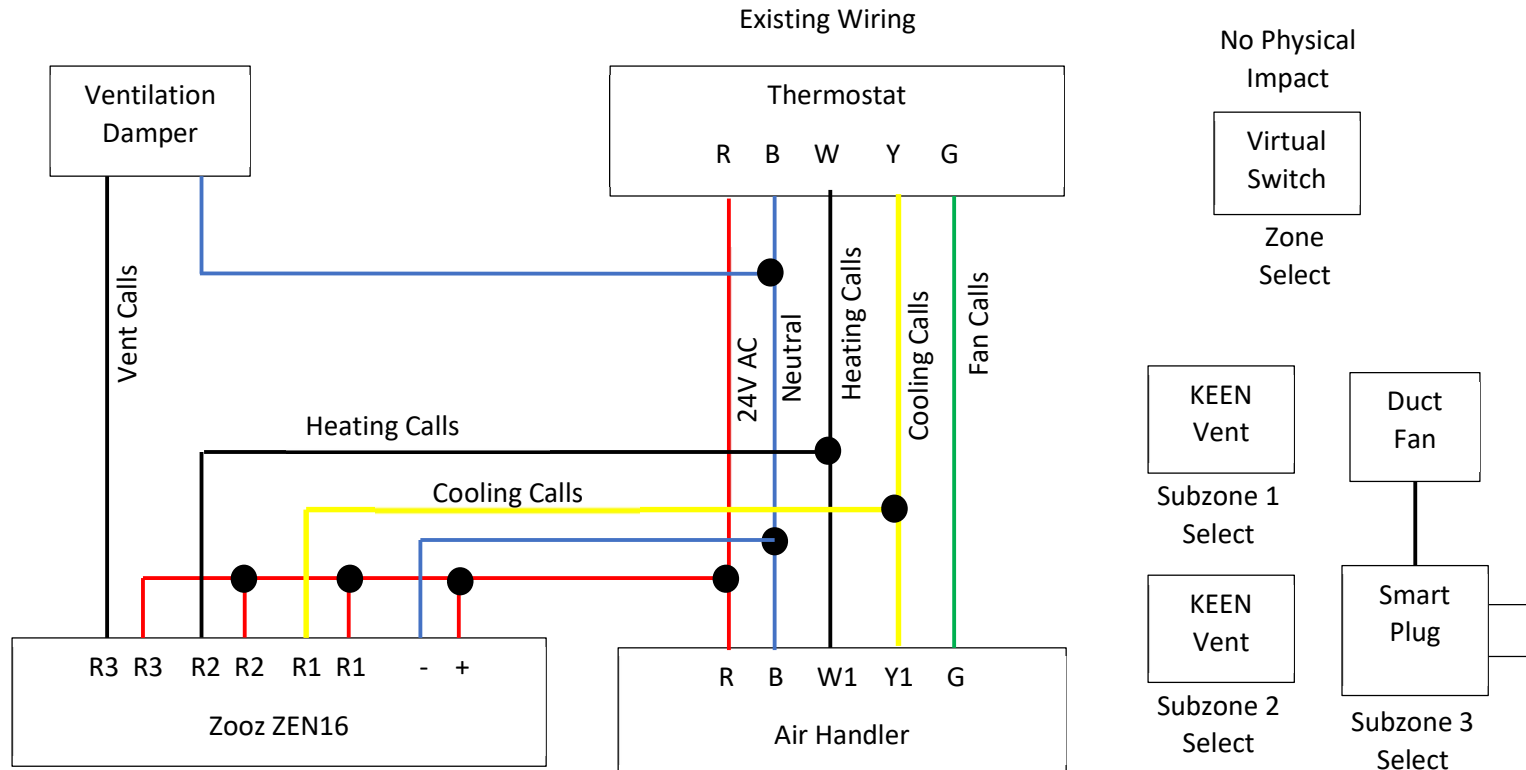 Existing Wiring
Ventilation
Damper
Thermostat
R B W Y G
No Physical
Impact
Virtual
Switch
Zone
Select
Vent Calls
24V AC
Neutral
Heating Calls
Cooling Calls
Fan Calls
Heating Calls
Cooling Calls
KEEN
Vent
Subzone 1
Select
Duct
Fan
KEEN
Vent
Subzone 2
Select
Smart
Plug
Subzone 3
Select
R3 R3 R2 R2 R1 R1 - +
Zooz ZEN16
R B W1 Y1 G
Air Handler